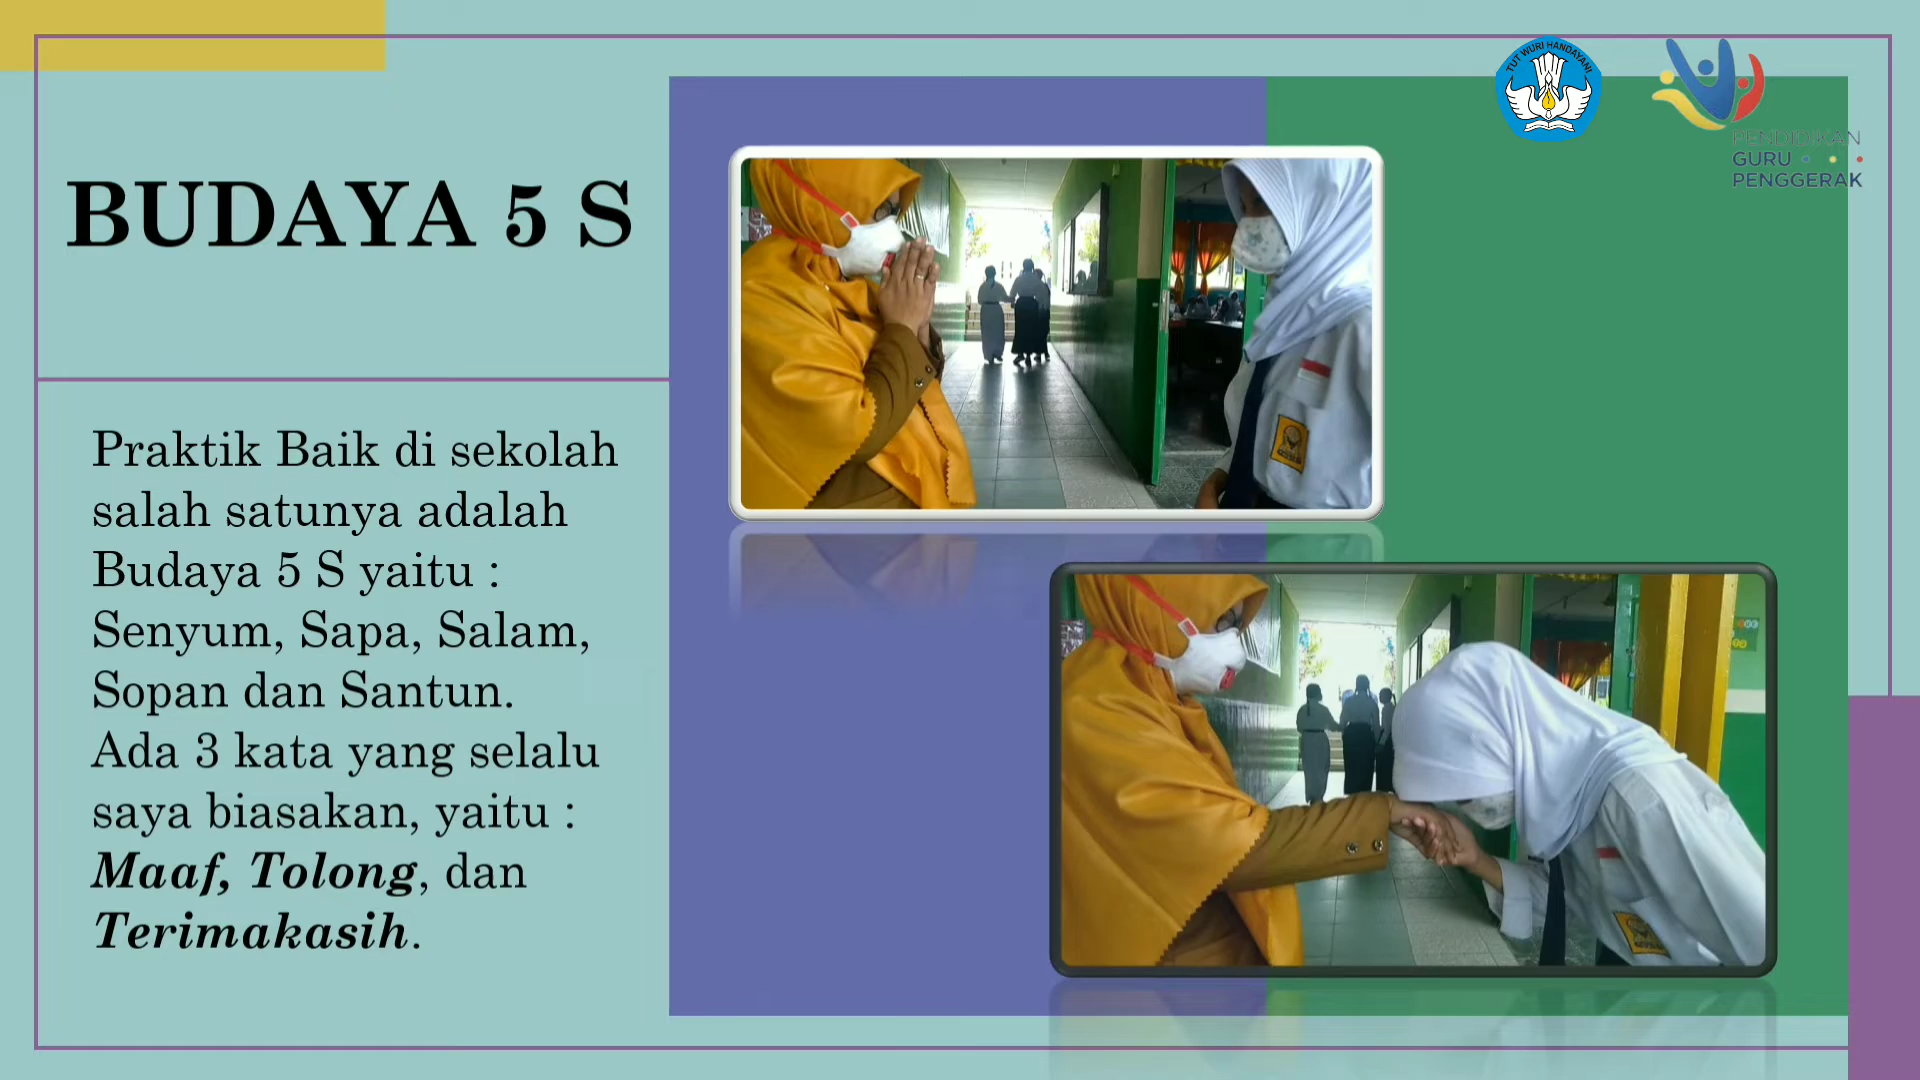 TUT WURI HANDAYANI
PENDIDIKAN
GURU
PENGGERAK
BUDAYA 5 S
Praktik Baik di sekolah
salah satunya adalah
Budaya 5 S yaitu :
Senyum, Sapa, Salam,
Sopan dan Santun.
Ada 3 kata yang selalu
saya biasakan, yaitu :
Maaf, Tolong, dan
Terimakasih.